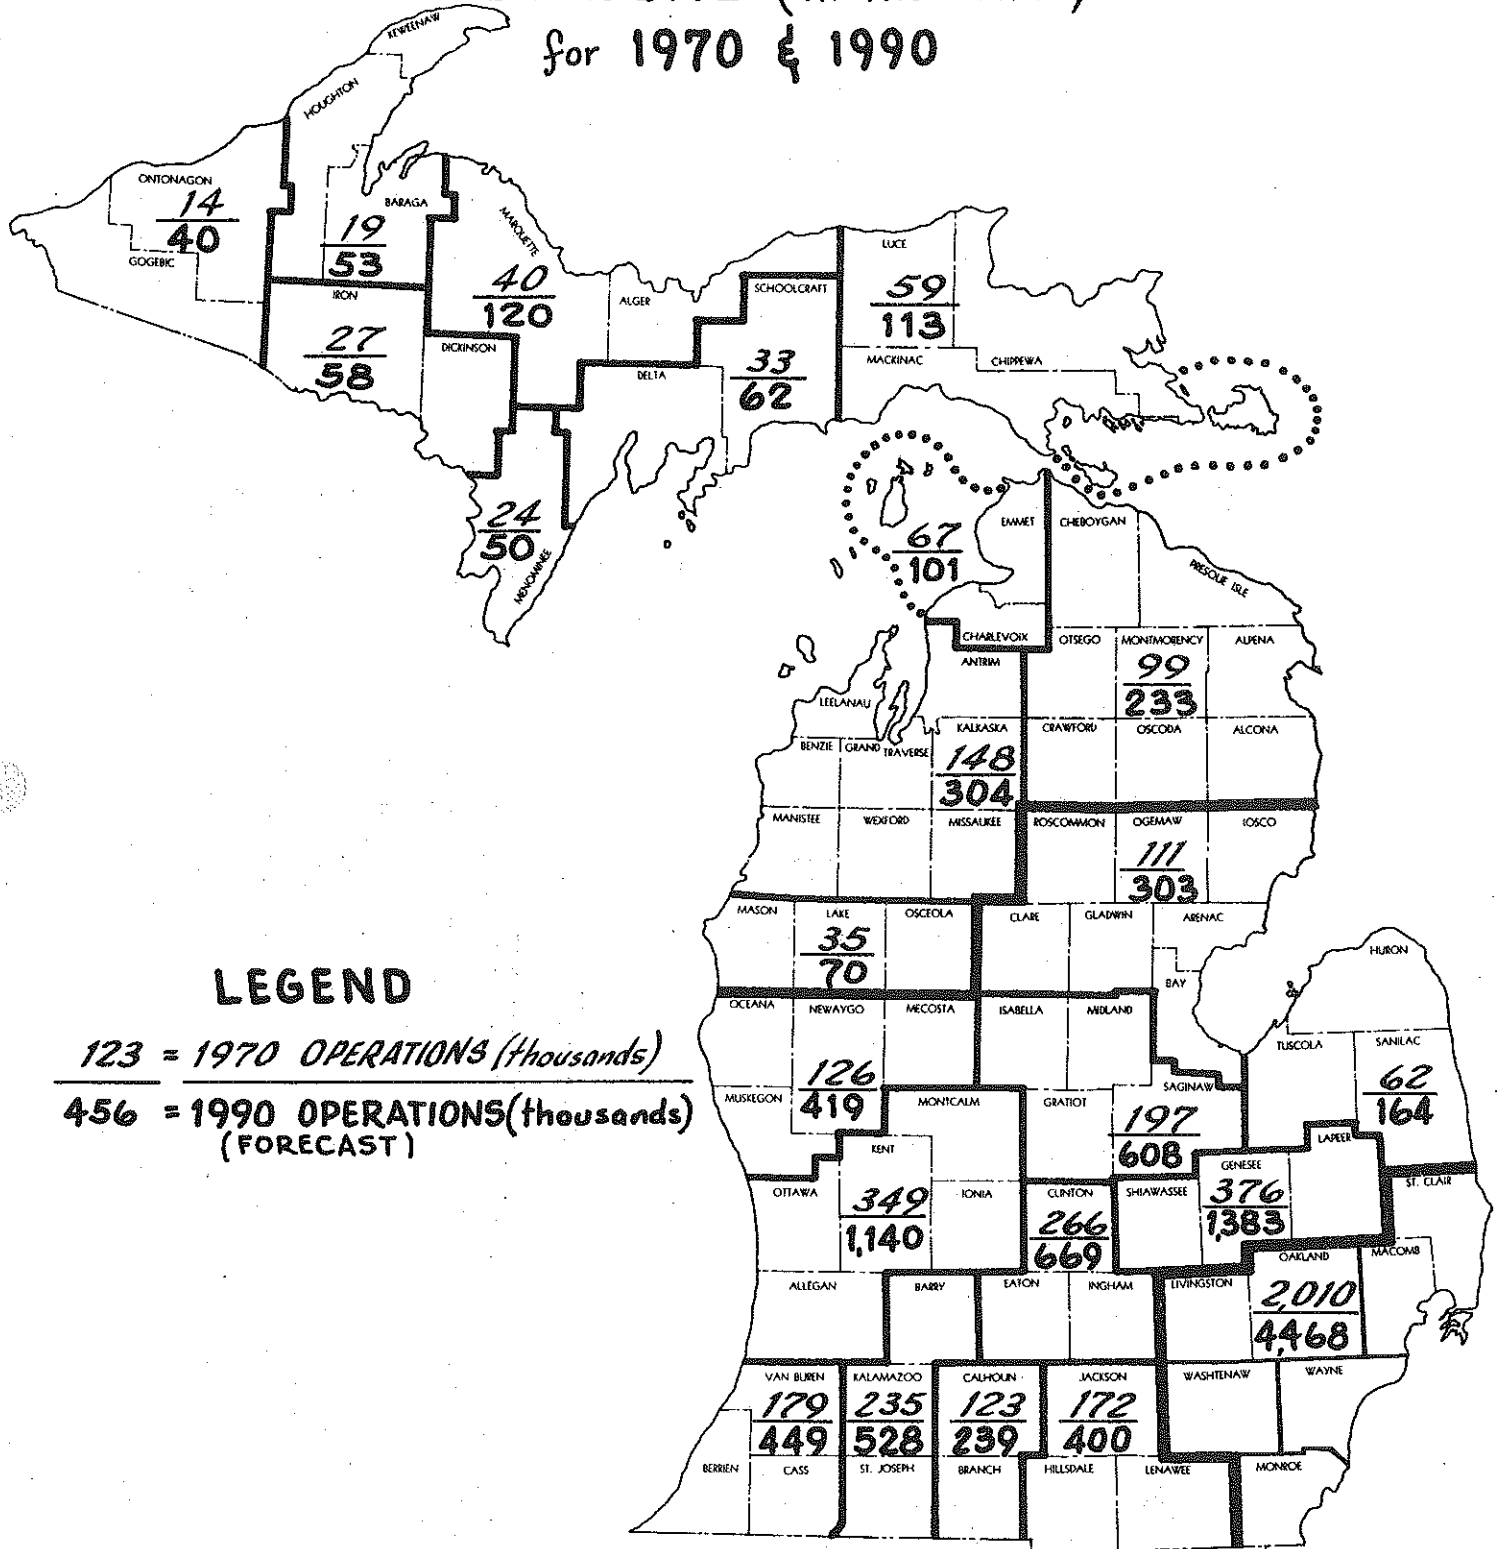 for 1970 & 1990
KEWEENAW
HOUGHTON
ONTONAGON
14
40
GOGEBIC
BARAGA
19
53
IRON
27
58
MARQUETTE
40
120
ALGER
DICKINSON
SCHOOLCRAFT
DELTA
33
62
LUCE
59
113
MACKINAC
CHIPPEWA
24
50
MENOMINEE
67
101
EMMET
CHEBOYGAN
PRESQUE ISLE
CHARLEVOIX
OTSEGO
MONTMORENCY
ALPENA
99
233
ANTRIM
LEELANAU
BENZIE
GRAND TRAVERSE
KALKASKA
148
304
CRAWFORD
OSCODA
ALCONA
MANISTEE
WEXFORD
MISSAUKEE
ROSCOMMON
OGEMAW
IOSCO
111
303
MASON
LAKE
OSCEOLA
35
70
CLARE
GLADWIN
ARENAC
BAY
HURON
LEGEND
123 = 1970 OPERATIONS (thousands)
456 = 1990 OPERATIONS (thousands)
(FORECAST)
OCEANA
NEWAYGO
MECOSTA
ISABELLA
MIDLAND
TUSCOLA
SANILAC
62
164
MUSKEGON
126
419
MONTCALM
GRATIOT
SAGINAW
197
608
KENT
OTTAWA
349
1,140
IONIA
CLINTON
266
669
SHIAWASSEE
GENESEE
376
1,383
LAPEER
ST. CLAIR
ALLEGAN
BARRY
EATON
INGHAM
LIVINGSTON
OAKLAND
2,010
4,468
MACOMB
VAN BUREN
179
449
KALAMAZOO
235
528
CALHOUN
123
239
JACKSON
172
400
WASHTENAW
WAYNE
BERRIEN
CASS
ST. JOSEPH
BRANCH
HILLSDALE
LENAWEE
MONROE